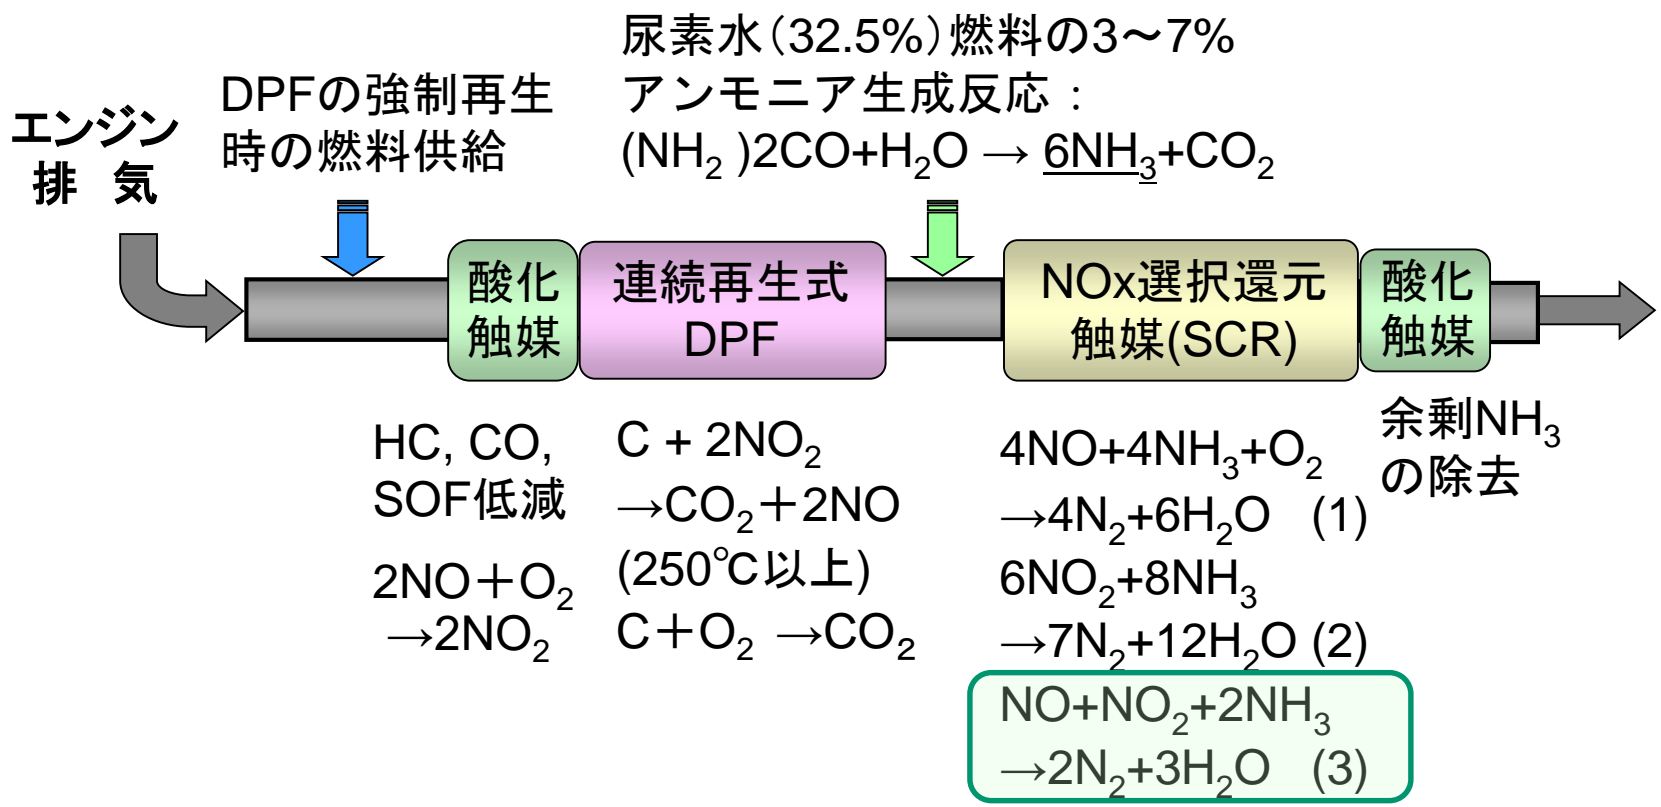 尿素水（32.5%）燃料の3～7%
アンモニア生成反応：
(NH₂ )2CO+H₂O → 6NH₃+CO₂
DPFの強制再生
時の燃料供給
エンジン
排 気
酸化
触媒
連続再生式
DPF
NOx選択還元
触媒(SCR)
酸化
触媒
HC, CO,
SOF低減
2NO＋O₂
→2NO₂
C + 2NO₂
→CO₂＋2NO
(250℃以上)
C＋O₂ →CO₂
4NO+4NH₃+O₂
→4N₂+6H₂O (1)
6NO₂+8NH₃
→7N₂+12H₂O (2)
NO+NO₂+2NH₃
→2N₂+3H₂O (3)
余剰NH₃
の除去